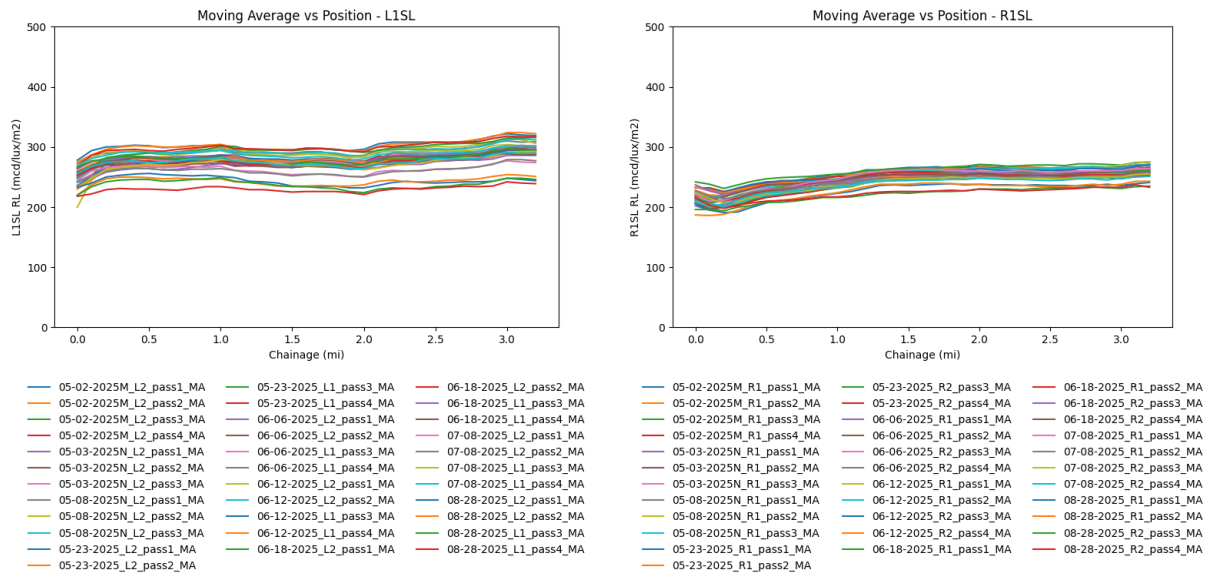 Moving Average vs Position - L1SL
500
400
300
200
100
0
L1SL RL (mcd/lux/m2)
0.0 0.5 1.0 1.5 2.0 2.5 3.0
Chainage (mi)
05-02-2025M_L2_pass1_MA
05-02-2025M_L2_pass2_MA
05-02-2025M_L2_pass3_MA
05-02-2025M_L2_pass4_MA
05-03-2025N_L2_pass1_MA
05-03-2025N_L2_pass2_MA
05-03-2025N_L2_pass3_MA
05-08-2025N_L2_pass1_MA
05-08-2025N_L2_pass2_MA
05-08-2025N_L2_pass3_MA
05-23-2025_L2_pass1_MA
05-23-2025_L2_pass2_MA
05-23-2025_L1_pass3_MA
05-23-2025_L1_pass4_MA
06-06-2025_L2_pass1_MA
06-06-2025_L2_pass2_MA
06-06-2025_L1_pass3_MA
06-06-2025_L1_pass4_MA
06-12-2025_L2_pass1_MA
06-12-2025_L2_pass2_MA
06-12-2025_L1_pass3_MA
06-12-2025_L1_pass4_MA
06-18-2025_L2_pass1_MA
06-18-2025_L2_pass2_MA
06-18-2025_L1_pass3_MA
06-18-2025_L1_pass4_MA
07-08-2025_L2_pass1_MA
07-08-2025_L2_pass2_MA
07-08-2025_L1_pass3_MA
07-08-2025_L1_pass4_MA
08-28-2025_L2_pass1_MA
08-28-2025_L2_pass2_MA
08-28-2025_L1_pass3_MA
08-28-2025_L1_pass4_MA
Moving Average vs Position - R1SL
500
400
300
200
100
0
R1SL RL (mcd/lux/m2)
0.0 0.5 1.0 1.5 2.0 2.5 3.0
Chainage (mi)
05-02-2025M_R1_pass1_MA
05-02-2025M_R1_pass2_MA
05-02-2025M_R1_pass3_MA
05-02-2025M_R1_pass4_MA
05-03-2025N_R1_pass1_MA
05-03-2025N_R1_pass2_MA
05-03-2025N_R1_pass3_MA
05-08-2025N_R1_pass1_MA
05-08-2025N_R1_pass2_MA
05-08-2025N_R1_pass3_MA
05-23-2025_R1_pass1_MA
05-23-2025_R1_pass2_MA
05-23-2025_R2_pass3_MA
05-23-2025_R2_pass4_MA
06-06-2025_R1_pass1_MA
06-06-2025_R1_pass2_MA
06-06-2025_R2_pass3_MA
06-06-2025_R2_pass4_MA
06-12-2025_R1_pass1_MA
06-12-2025_R1_pass2_MA
06-12-2025_R2_pass3_MA
06-12-2025_R2_pass4_MA
06-18-2025_R1_pass1_MA
06-18-2025_R1_pass2_MA
06-18-2025_R2_pass3_MA
06-18-2025_R2_pass4_MA
07-08-2025_R1_pass1_MA
07-08-2025_R1_pass2_MA
07-08-2025_R2_pass3_MA
07-08-2025_R2_pass4_MA
08-28-2025_R1_pass1_MA
08-28-2025_R1_pass2_MA
08-28-2025_R2_pass3_MA
08-28-2025_R2_pass4_MA